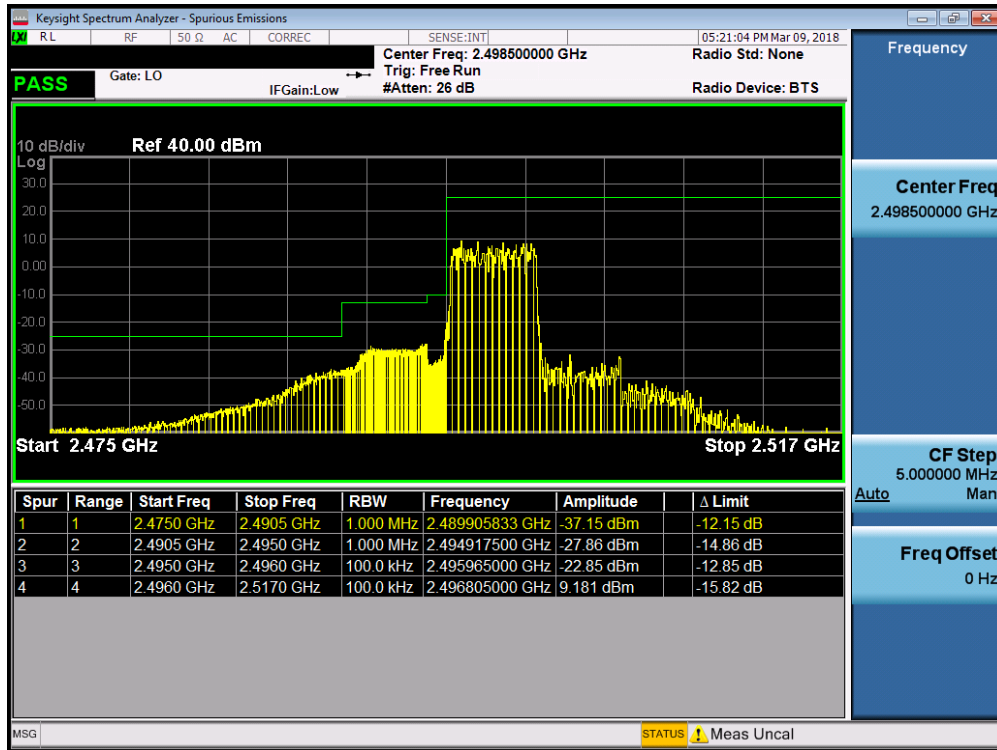 Keysight Spectrum Analyzer - Spurious Emissions
LXI RL RF 50 Ω AC CORREC SENSE:INT 05:21:04 PM Mar 09, 2018
Center Freq: 2.498500000 GHz Radio Std: None
PASS Gate: LO Trig: Free Run
IFGain:Low #Atten: 26 dB Radio Device: BTS
Frequency
10 dB/div Ref 40.00 dBm
Log
30.0
20.0
10.0
0.00
-10.0
-20.0
-30.0
-40.0
-50.0
Start 2.475 GHz Stop 2.517 GHz
Center Freq
2.498500000 GHz
CF Step
5.000000 MHz
Auto Man
Freq Offset
0 Hz
Spur Range Start Freq Stop Freq RBW Frequency Amplitude Δ Limit
1 1 2.4750 GHz 2.4905 GHz 1.000 MHz 2.489905833 GHz -37.15 dBm -12.15 dB
2 2 2.4905 GHz 2.4950 GHz 1.000 MHz 2.494917500 GHz -27.86 dBm -14.86 dB
3 3 2.4950 GHz 2.4960 GHz 100.0 kHz 2.495965000 GHz -22.85 dBm -12.85 dB
4 4 2.4960 GHz 2.5170 GHz 100.0 kHz 2.496805000 GHz 9.181 dBm -15.82 dB
MSG STATUS Meas Uncal